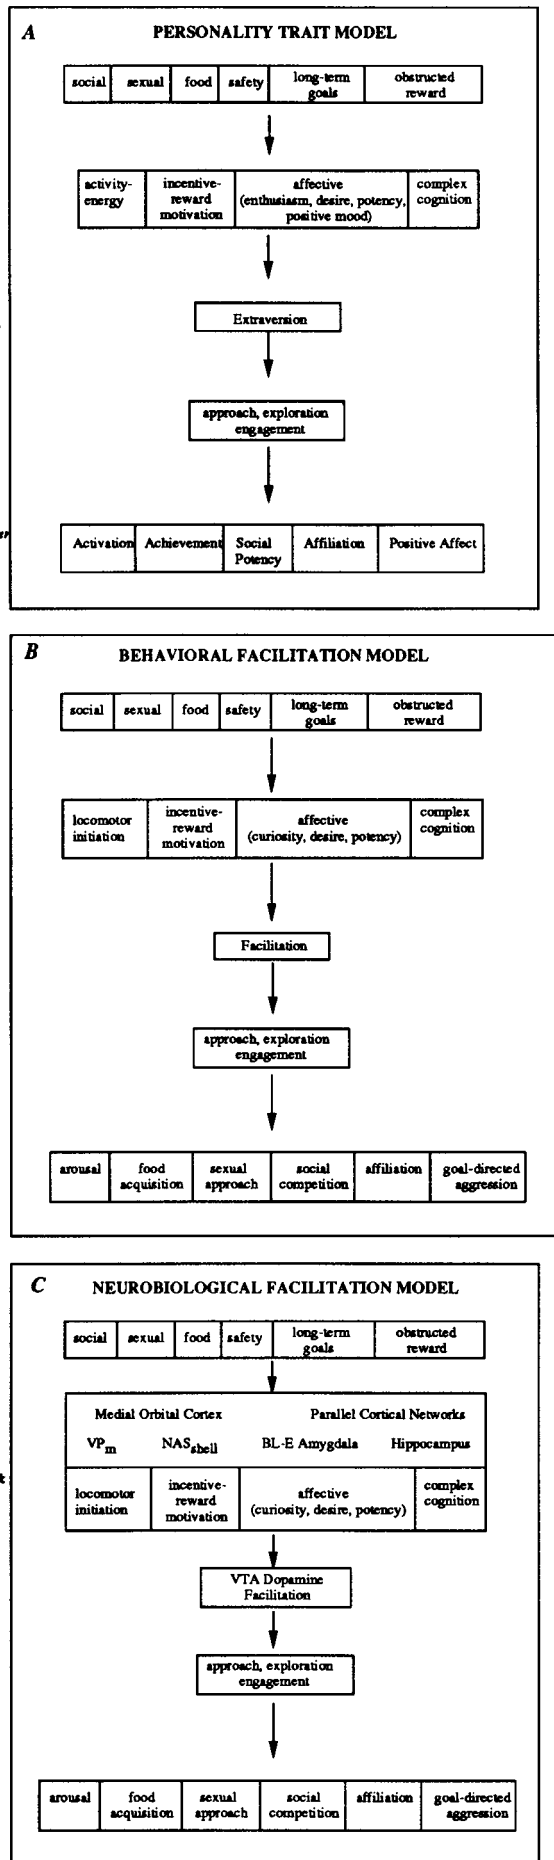 A PERSONALITY TRAIT MODEL
social sexual food safety long-term goals obstructed reward
activity-energy incentive-reward motivation affective (enthusiasm, desire, potency, positive mood) complex cognition
Extraversion
approach, exploration
engagement
Activation Achievement Social Potency Affiliation Positive Affect
B BEHAVIORAL FACILITATION MODEL
social sexual food safety long-term goals obstructed reward
locomotor initiation incentive-reward motivation affective (curiosity, desire, potency) complex cognition
Facilitation
approach, exploration
engagement
arousal food acquisition sexual approach social competition affiliation goal-directed aggression
C NEUROBIOLOGICAL FACILITATION MODEL
social sexual food safety long-term goals obstructed reward
Medial Orbital Cortex Parallel Cortical Networks
VPm NASshell BL-E Amygdala Hippocampus
locomotor initiation incentive-reward motivation affective (curiosity, desire, potency) complex cognition
VTA Dopamine
Facilitation
approach, exploration
engagement
arousal food acquisition sexual approach social competition affiliation goal-directed aggression